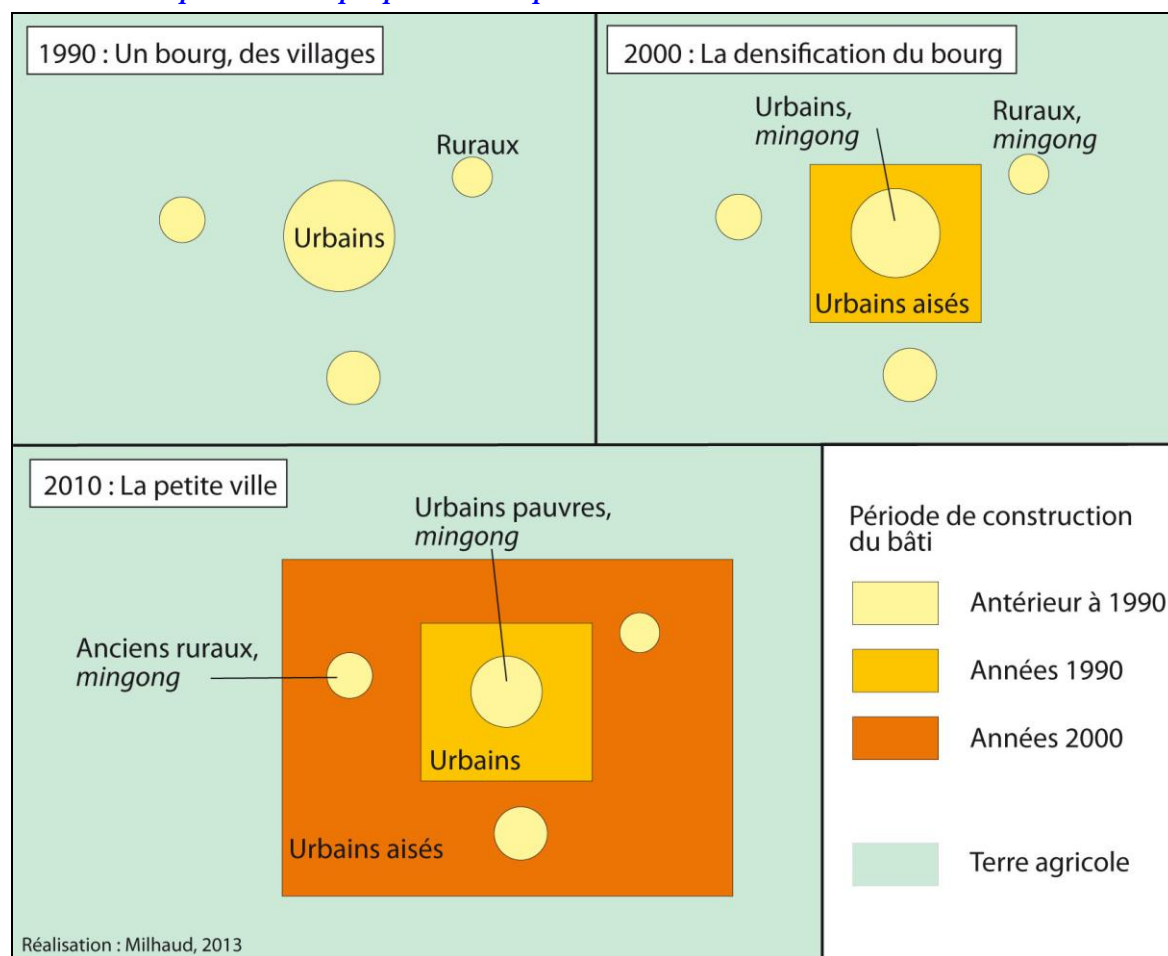 1990 : Un bourg, des villages
Ruraux
Urbains
2000 : La densification du bourg
Urbains,
mingong
Ruraux,
mingong
Urbains aisés
2010 : La petite ville
Urbains pauvres,
mingong
Anciens ruraux,
mingong
Urbains
Urbains aisés
Réalisation : Milhaud, 2013
Période de construction
du bâti
Antérieur à 1990
Années 1990
Années 2000
Terre agricole